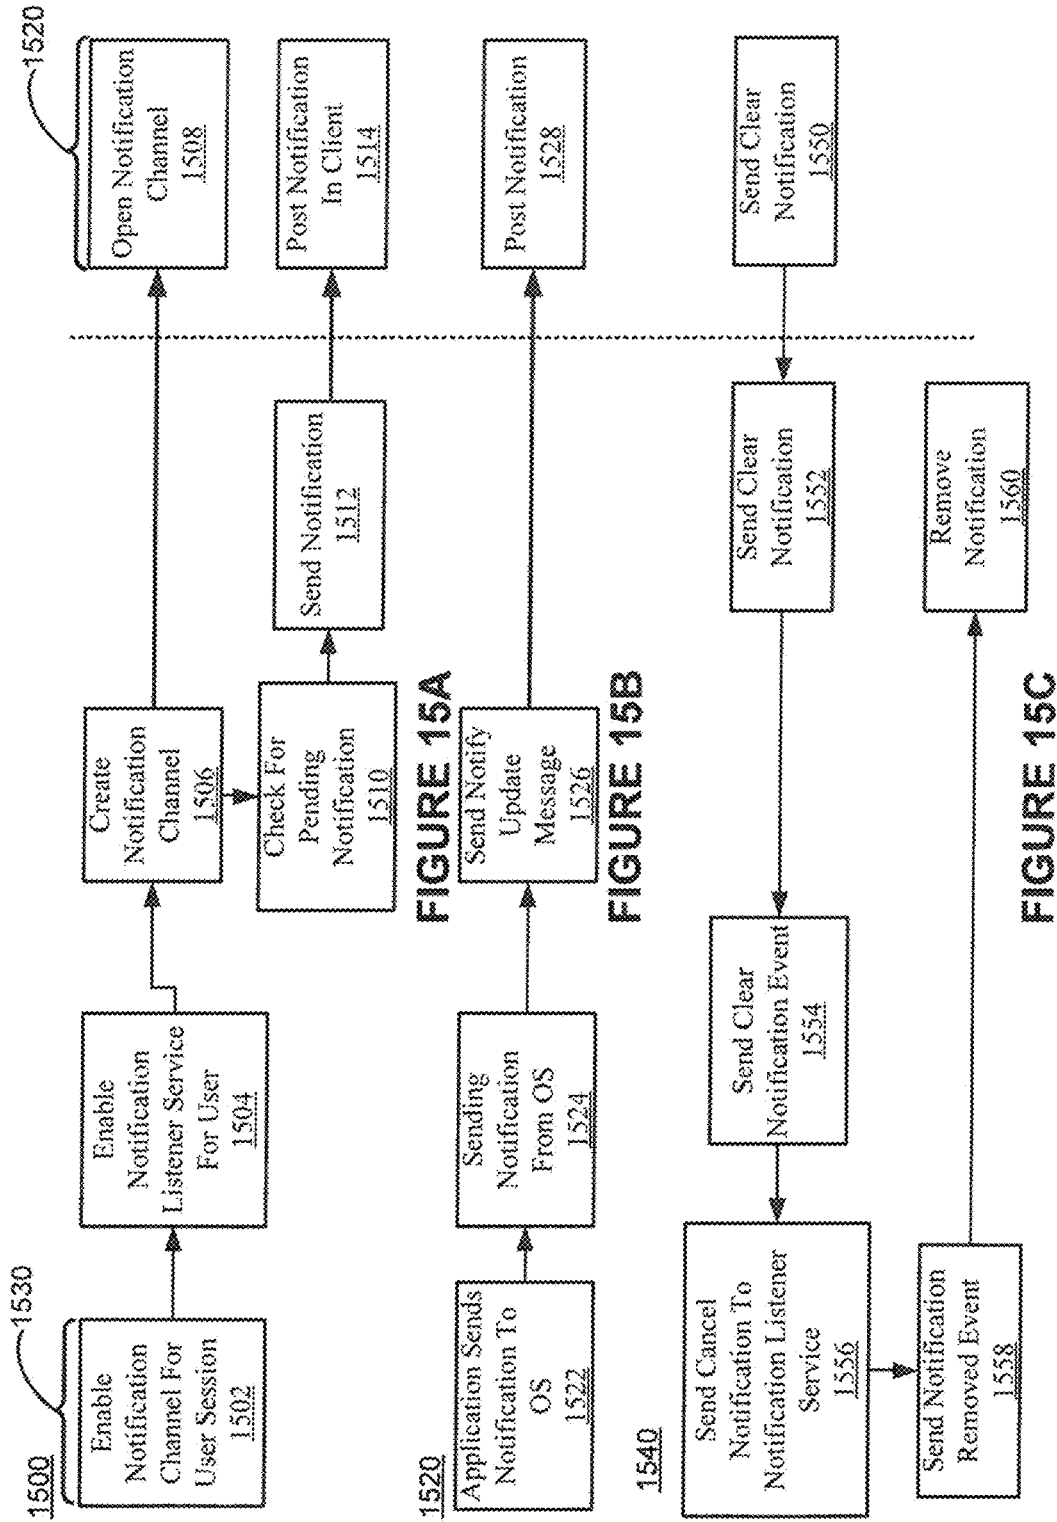 1500
1530
1520
Enable
Notification
Channel For
User Session
1502
Enable
Notification
Listener Service
For User
1504
Create
Notification
Channel
1506
Open Notification
Channel
1508
Check For
Pending
Notification
1510
Send Notification
1512
Post Notification
In Client
1514
FIGURE 15A
1520
Application Sends
Notification To
OS
1522
Sending
Notification
From OS
1524
Send Notify
Update
Message
1526
Post Notification
1528
FIGURE 15B
1540
Send Cancel
Notification To
Notification Listener
Service
1556
Send Clear
Notification Event
1554
Send Clear
Notification
1552
Send Clear
Notification
1550
Send Notification
Removed Event
1558
Remove
Notification
1560
FIGURE 15C